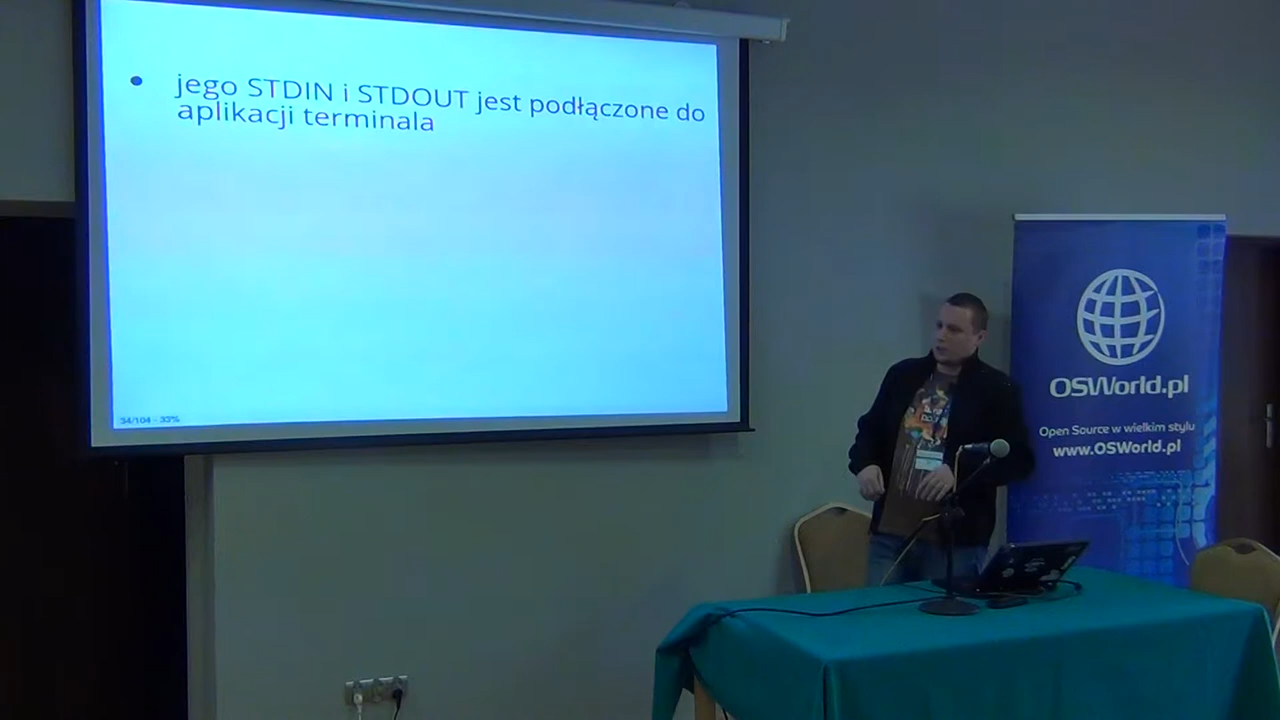 jego STDIN i STDOUT jest podłączone do
aplikacji terminala
34/104 - 33%
OSWorld.pl
Open Source w wielkim stylu
www.OSWorld.pl